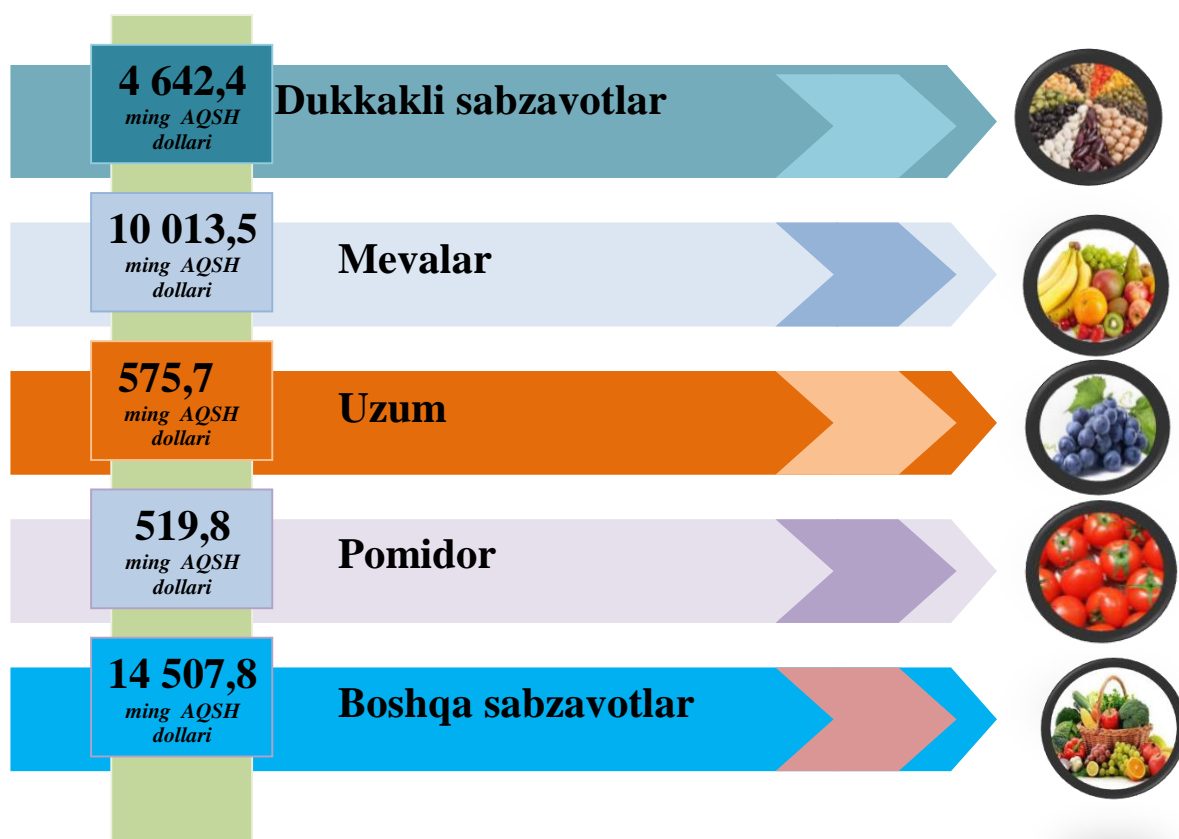 4 642,4
ming AQSH
dollari
Dukkakli sabzavotlar
10 013,5
ming AQSH
dollari
Mevalar
575,7
ming AQSH
dollari
Uzum
519,8
ming AQSH
dollari
Pomidor
14 507,8
ming AQSH
dollari
Boshqa sabzavotlar